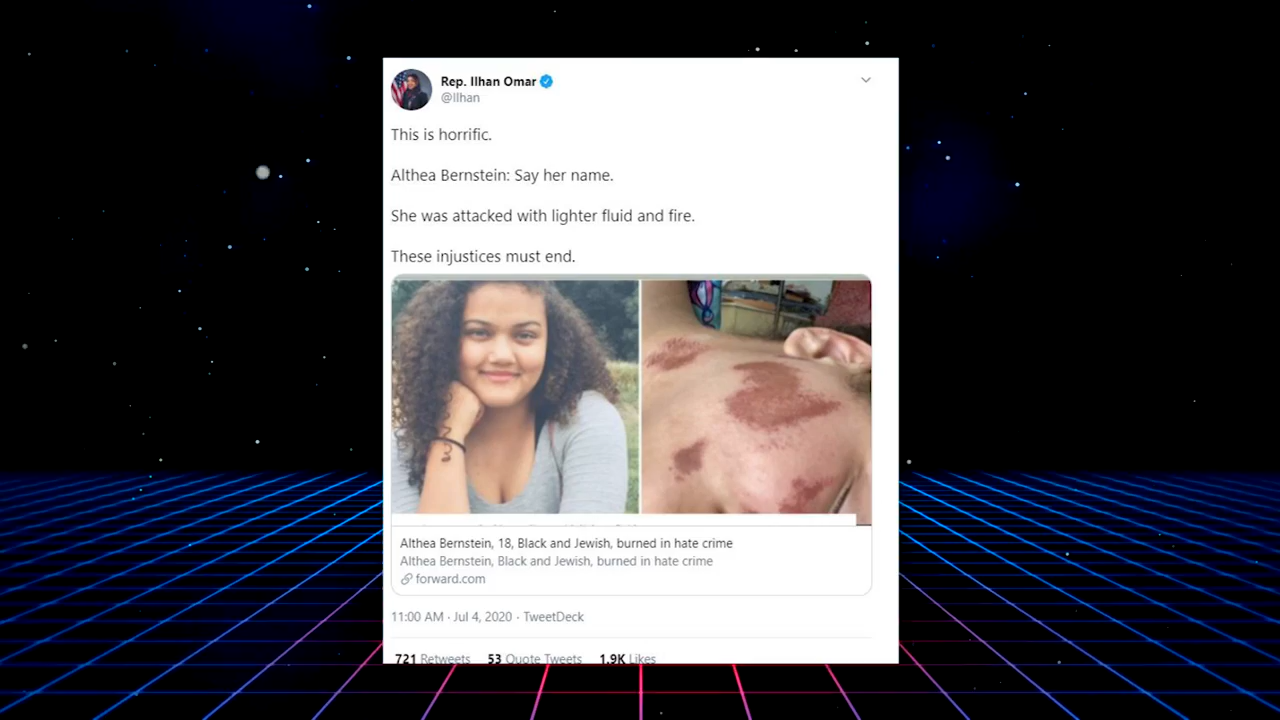 Rep. Ilhan Omar
@Ilhan
This is horrific.
Althea Bernstein: Say her name.
She was attacked with lighter fluid and fire.
These injustices must end.
Althea Bernstein, 18, Black and Jewish, burned in hate crime
Althea Bernstein, Black and Jewish, burned in hate crime
forward.com
11:00 AM · Jul 4, 2020 · TweetDeck
721 Retweets 53 Quote Tweets 1.9K Likes